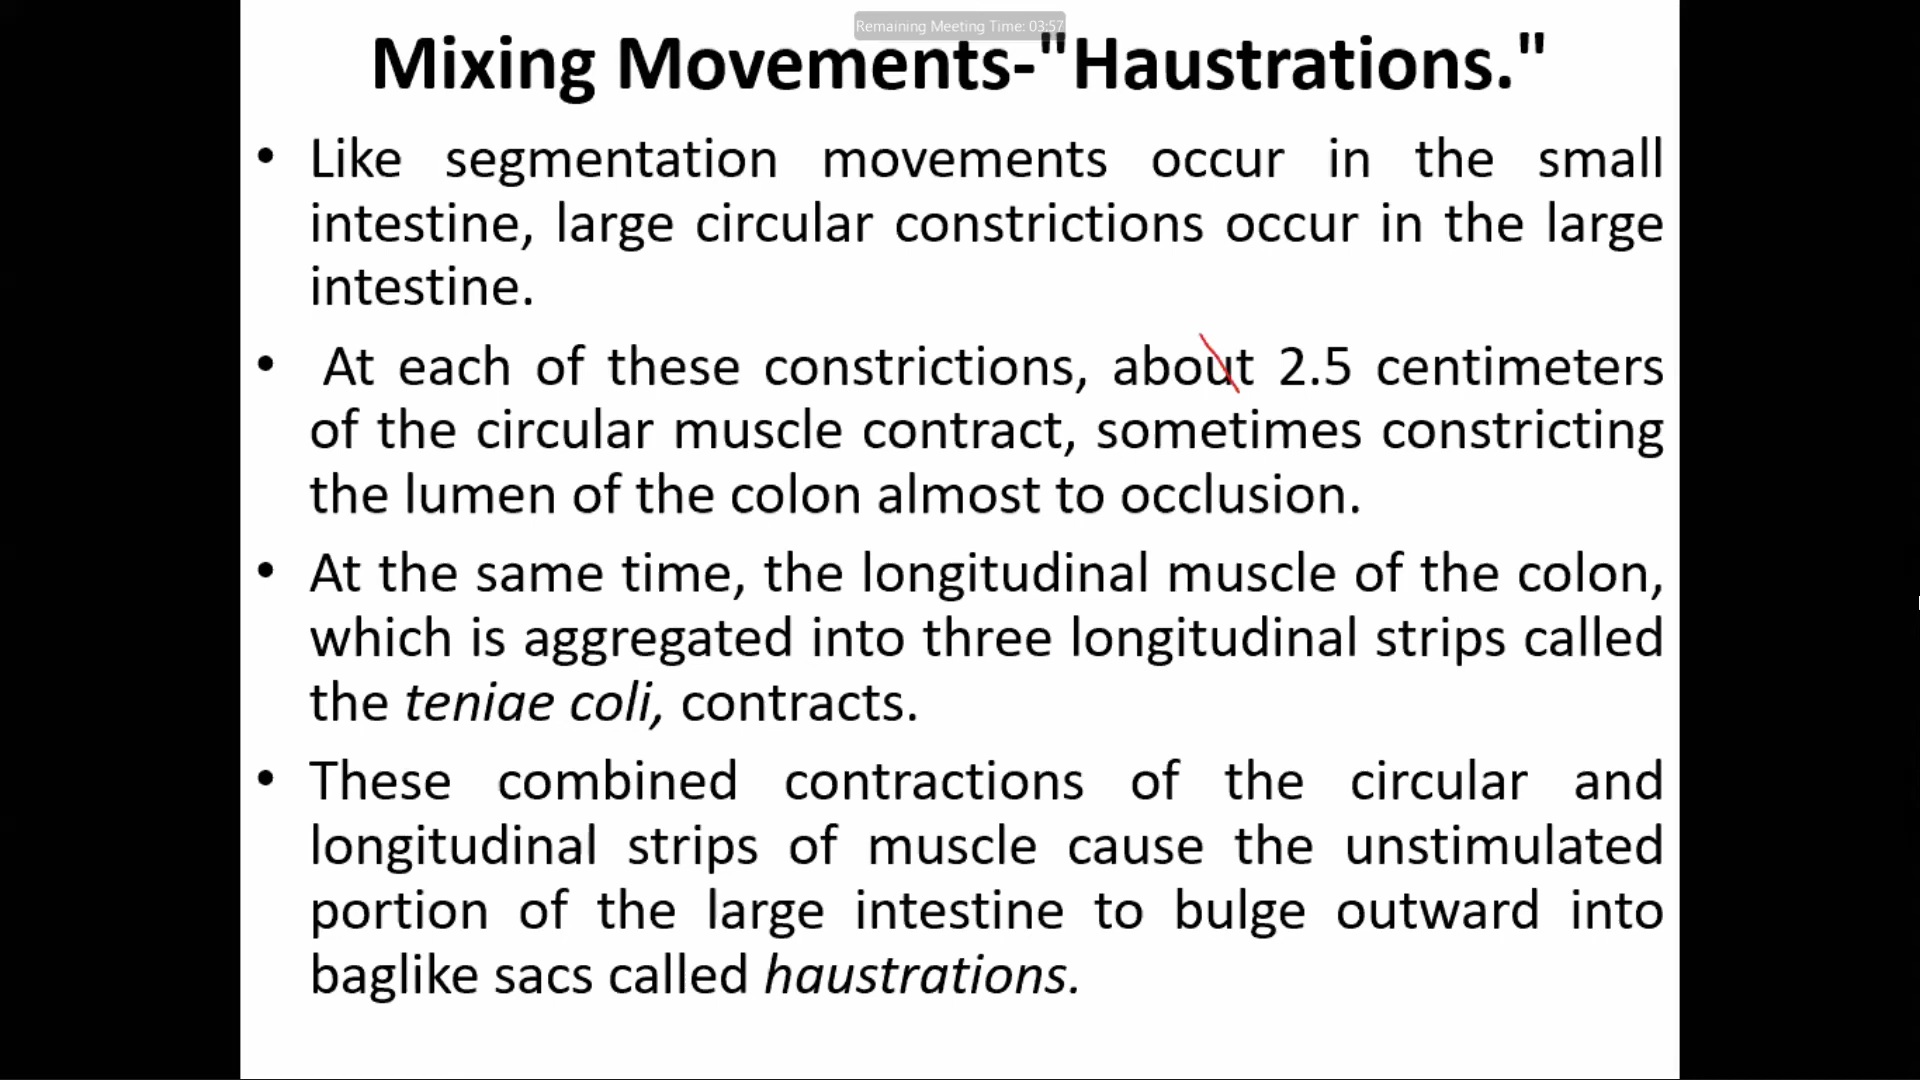 Remaining Meeting Time: 03:57
Mixing Movements-"Haustrations."
• Like segmentation movements occur in the small
intestine, large circular constrictions occur in the large
intestine.
• At each of these constrictions, about 2.5 centimeters
of the circular muscle contract, sometimes constricting
the lumen of the colon almost to occlusion.
• At the same time, the longitudinal muscle of the colon,
which is aggregated into three longitudinal strips called
the teniae coli, contracts.
• These combined contractions of the circular and
longitudinal strips of muscle cause the unstimulated
portion of the large intestine to bulge outward into
baglike sacs called haustrations.